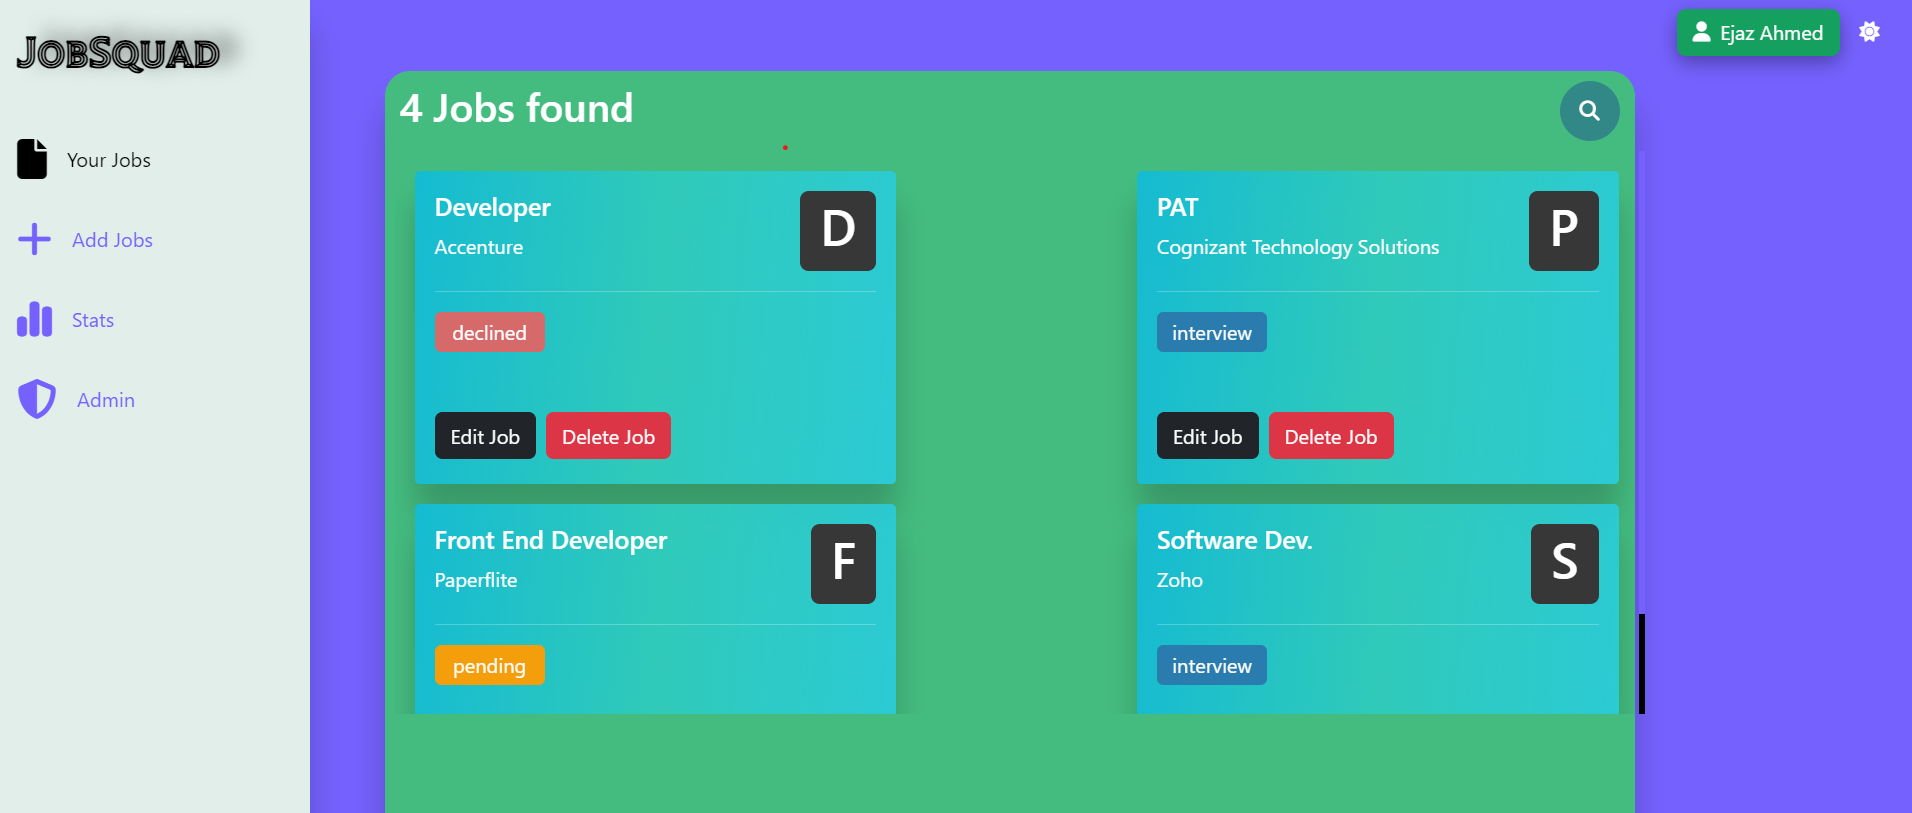 JobSquad
Your Jobs
Add Jobs
Stats
Admin
Ejaz Ahmed
4 Jobs found
Developer
Accenture
D
declined
Edit Job
Delete Job
PAT
Cognizant Technology Solutions
P
interview
Edit Job
Delete Job
Front End Developer
Paperflite
F
pending
Software Dev.
Zoho
S
interview